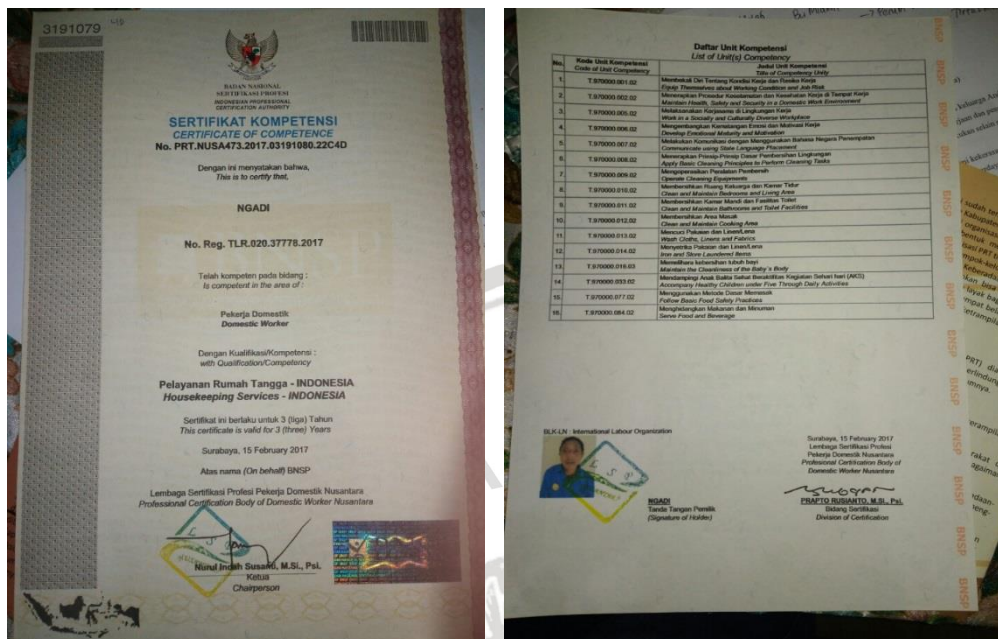 3191079
BADAN NASIONAL
SERTIFIKASI PROFESI
INDONESIAN PROFESSIONAL
CERTIFICATION AUTHORITY
SERTIFIKAT KOMPETENSI
CERTIFICATE OF COMPETENCE
No. PRT.NUSA473.2017.03191080.22C4D
Dengan ini menyatakan bahwa,
This is to certify that,
NGADI
No. Reg. TLR.020.37778.2017
Telah kompeten pada bidang :
Is competent in the area of :
Pekerja Domestik
Domestic Worker
Dengan Kualifikasi/Kompetensi :
with Qualification/Competency
Pelayanan Rumah Tangga - INDONESIA
Housekeeping Services - INDONESIA
Sertifikat ini berlaku untuk 3 (tiga) Tahun
This certificate is valid for 3 (three) Years
Surabaya, 15 February 2017
Atas nama (On behalf) BNSP
Lembaga Sertifikasi Profesi Pekerja Domestik Nusantara
Professional Certification Body of Domestic Worker Nusantara
Nurul Indah Susanti, M.Si., Psi.
Ketua
Chairperson
Daftar Unit Kompetensi
List of Unit(s) Competency
No. Kode Unit Kompetensi Judul Unit Kompetensi
Code of Unit Competency Title of Competency Unity
1. T.970000.001.02 Membekali Diri Tentang Kondisi Kerja dan Resiko Kerja
Equip Themselves about Working Condition and Job Risk
2. T.970000.002.02 Menerapkan Prosedur Keselamatan dan Kesehatan Kerja di Tempat Kerja
Maintain Health, Safety and Security in a Domestic Work Environment
3. T.970000.005.02 Melaksanakan Kerjasama di Lingkungan Kerja
Work in a Socially and Culturally Diverse Workplace
4. T.970000.006.02 Mengembangkan Kematangan Emosi dan Motivasi Kerja
Develop Emotional Maturity and Motivation
5. T.970000.007.02 Melakukan Komunikasi dengan Menggunakan Bahasa Negara Penempatan
Communicate using State Language Placement
6. T.970000.008.02 Menerapkan Prinsip-Prinsip Dasar Pembersihan Lingkungan
Apply Basic Cleaning Principles to Perform Cleaning Tasks
7. T.970000.009.02 Mengoperasikan Peralatan Pembersih
Operate Cleaning Equipments
8. T.970000.010.02 Membersihkan Ruang Keluarga dan Kamar Tidur
Clean and Maintain Bedrooms and Living Area
9. T.970000.011.02 Membersihkan Kamar Mandi dan Fasilitas Toilet
Clean and Maintain Bathrooms and Toilet Facilities
10. T.970000.012.02 Membersihkan Area Masak
Clean and Maintain Cooking Area
11. T.970000.013.02 Mencuci Pakaian dan Linen/Lena
Wash Cloths, Linens and Fabrics
12. T.970000.014.02 Menyetrika Pakaian dan Linen/Lena
Iron and Store Laundered Items
13. Memelihara kebersihan tubuh bayi
Maintain the Cleanliness of the Baby's Body
14. T.970000.033.02 Mendampingi Anak Balita Sehat Beraktifitas Kegiatan Sehari hari (AKS)
Accompany Healthy Children under Five Through Daily Activities
15. T.970000.077.02 Menggunakan Metode Dasar Memasak
Follow Basic Food Safety Practices
16. T.970000.084.02 Menghidangkan Makanan dan Minuman
Serve Food and Beverage
BNSP
BNSP
BNSP
BNSP
BNSP
BNSP
BNSP
BLK-LN : International Labour Organization
NGADI
Tanda Tangan Pemilik
(Signature of Holder)
Surabaya, 15 February 2017
Lembaga Sertifikasi Profesi
Pekerja Domestik Nusantara
Professional Certification Body of
Domestic Worker Nusantara
PRAPTO RUSIANTO, M.SI., Psi.
Bidang Sertifikasi
Division of Certification